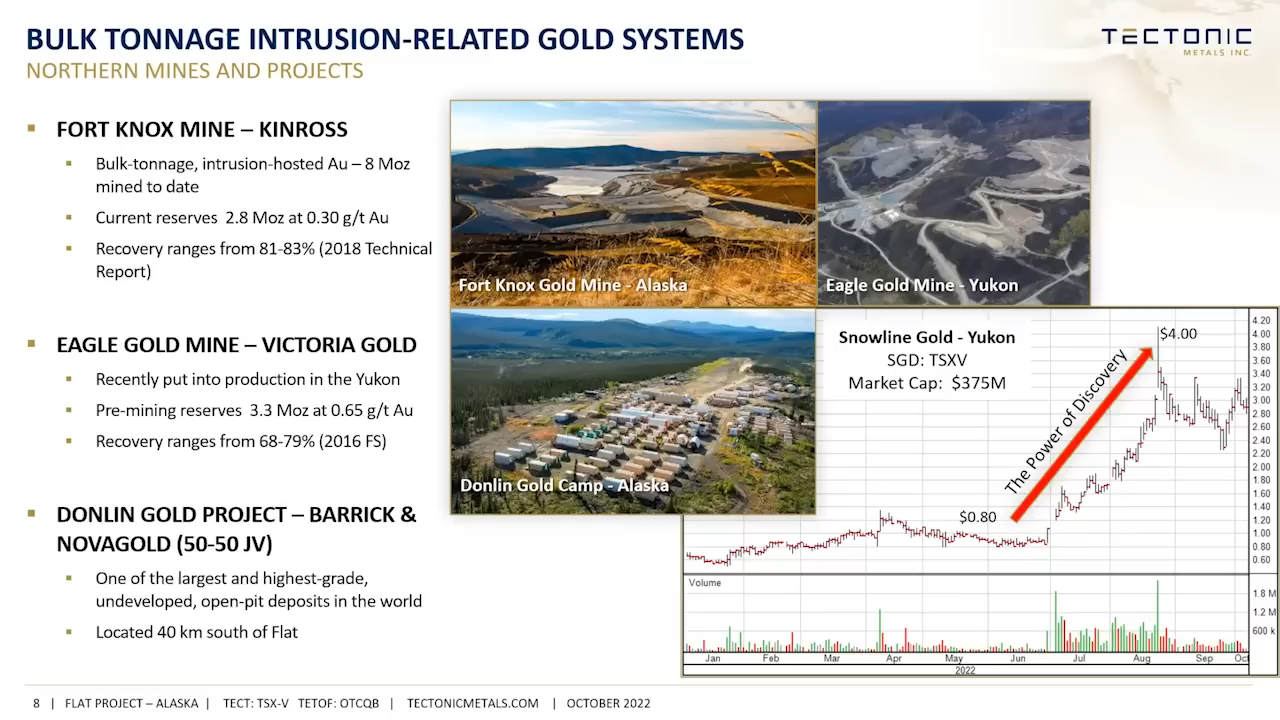 BULK TONNAGE INTRUSION-RELATED GOLD SYSTEMS
NORTHERN MINES AND PROJECTS
TECTONIC
METALS INC.
▪ FORT KNOX MINE – KINROSS
▪ Bulk-tonnage, intrusion-hosted Au – 8 Moz
mined to date
▪ Current reserves 2.8 Moz at 0.30 g/t Au
▪ Recovery ranges from 81-83% (2018 Technical
Report)
▪ EAGLE GOLD MINE – VICTORIA GOLD
▪ Recently put into production in the Yukon
▪ Pre-mining reserves 3.3 Moz at 0.65 g/t Au
▪ Recovery ranges from 68-79% (2016 FS)
▪ DONLIN GOLD PROJECT – BARRICK &
NOVAGOLD (50-50 JV)
▪ One of the largest and highest-grade,
undeveloped, open-pit deposits in the world
▪ Located 40 km south of Flat
Fort Knox Gold Mine - Alaska
Eagle Gold Mine - Yukon
Donlin Gold Camp - Alaska
Snowline Gold - Yukon
SGD: TSXV
Market Cap: $375M
The Power of Discovery
$4.00
$0.80
4.20
4.00
3.80
3.60
3.40
3.20
3.00
2.80
2.60
2.40
2.20
2.00
1.80
1.60
1.40
1.20
1.00
0.80
0.60
Volume
1.8 M
1.2 M
600 k
Jan Feb Mar Apr May Jun Jul Aug Sep Oct
2022
8 | FLAT PROJECT – ALASKA | TECT: TSX-V TETOF: OTCQB | TECTONICMETALS.COM | OCTOBER 2022